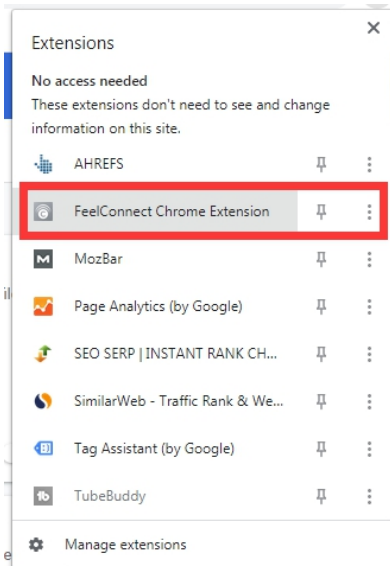 Extensions
No access needed
These extensions don't need to see and change
information on this site.
AHREFS
FeelConnect Chrome Extension
MozBar
Page Analytics (by Google)
SEO SERP | INSTANT RANK CH...
SimilarWeb - Traffic Rank & We...
Tag Assistant (by Google)
TubeBuddy
Manage extensions